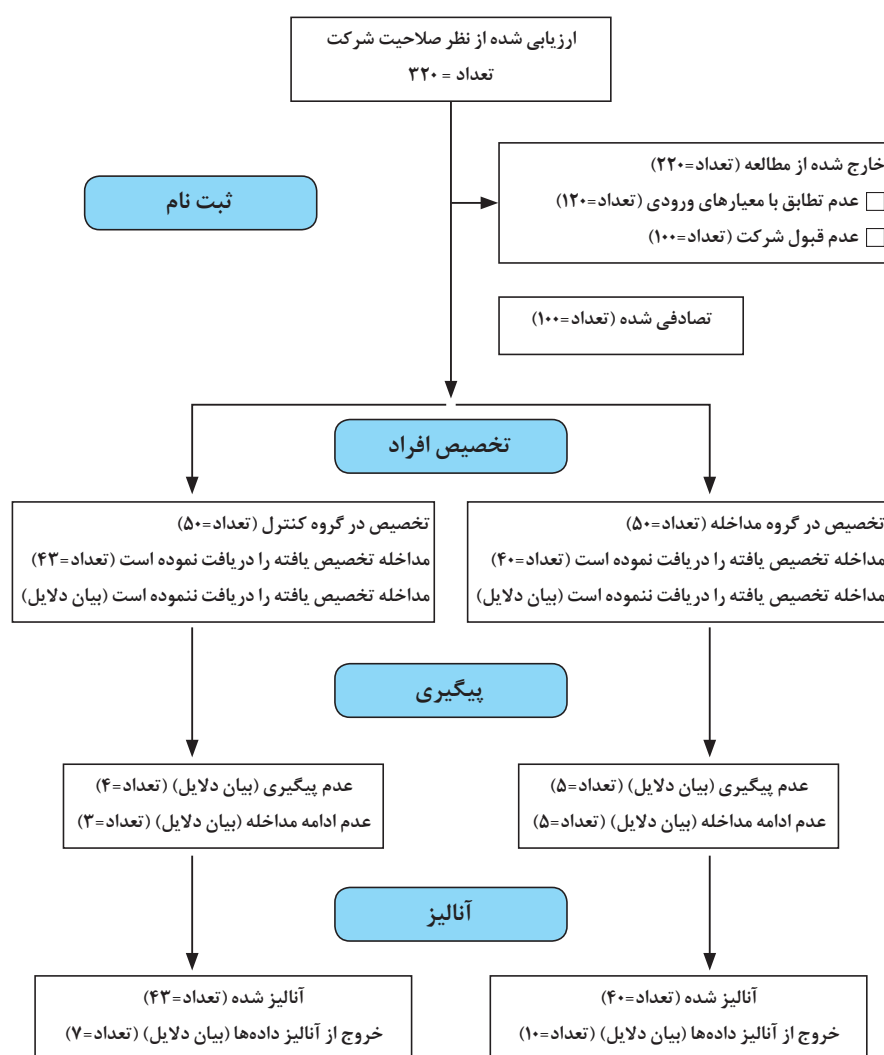 ارزیابی شده از نظر صلاحیت شرکت
تعداد = ۳۲۰
خارج شده از مطالعه (تعداد=۲۲۰)
□ عدم تطابق با معیارهای ورودی (تعداد=۱۲۰)
□ عدم قبول شرکت (تعداد=۱۰۰)
ثبت نام
تصادفی شده (تعداد=۱۰۰)
تخصیص افراد
تخصیص در گروه مداخله (تعداد=۵۰)
مداخله تخصیص یافته را دریافت نموده است (تعداد=۴۰)
مداخله تخصیص یافته را دریافت ننموده است (بیان دلایل)
تخصیص در گروه کنترل (تعداد=۵۰)
مداخله تخصیص یافته را دریافت نموده است (تعداد=۴۳)
مداخله تخصیص یافته را دریافت ننموده است (بیان دلایل)
پیگیری
عدم پیگیری (بیان دلایل) (تعداد=۵)
عدم ادامه مداخله (بیان دلایل) (تعداد=۵)
عدم پیگیری (بیان دلایل) (تعداد=۴)
عدم ادامه مداخله (بیان دلایل) (تعداد=۳)
آنالیز
آنالیز شده (تعداد=۴۰)
خروج از آنالیز داده‌ها (بیان دلایل) (تعداد=۱۰)
آنالیز شده (تعداد=۴۳)
خروج از آنالیز داده‌ها (بیان دلایل) (تعداد=۷)